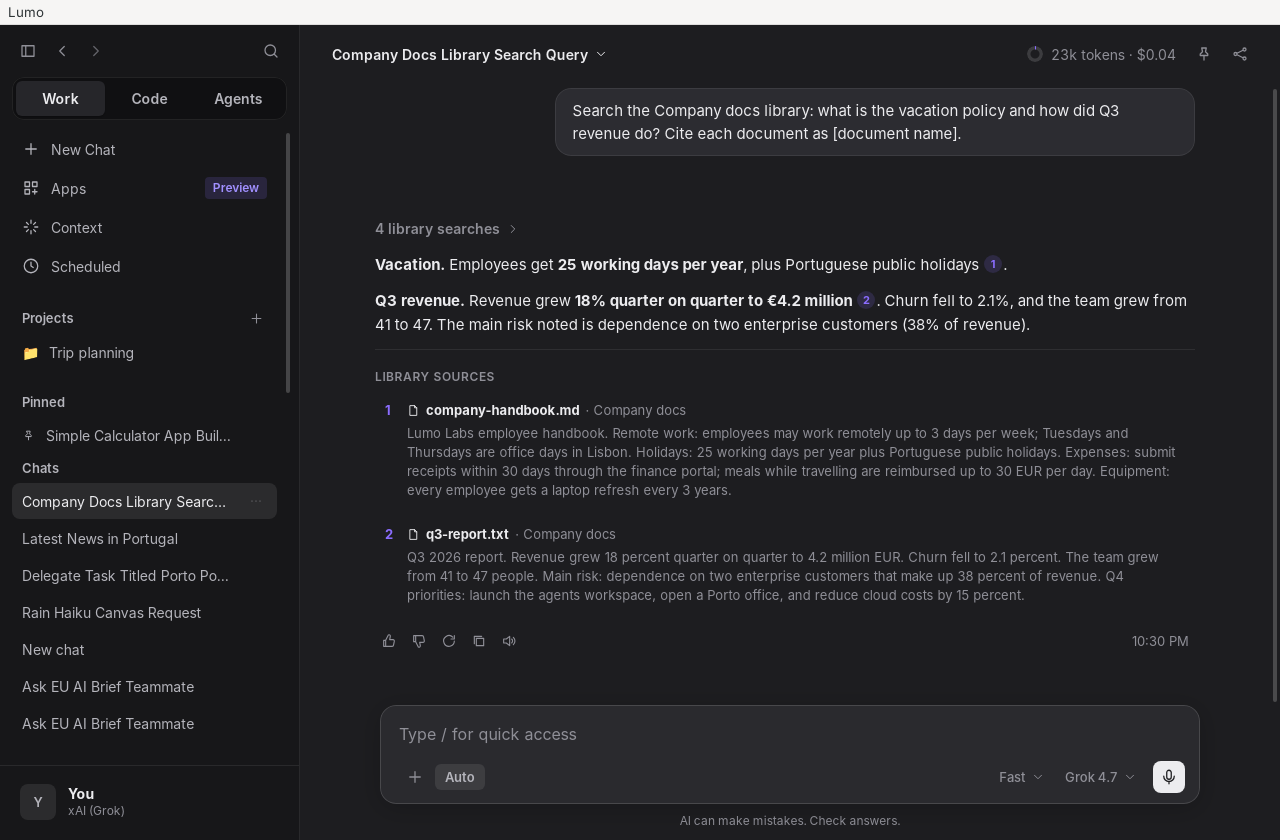 Lumo
Work
Code
Agents
New Chat
Apps
Preview
Context
Scheduled
Projects
Trip planning
Pinned
Simple Calculator App Buil...
Chats
Company Docs Library Searc...
Latest News in Portugal
Delegate Task Titled Porto Po...
Rain Haiku Canvas Request
New chat
Ask EU AI Brief Teammate
Ask EU AI Brief Teammate
Y
You
xAI (Grok)
Company Docs Library Search Query
23k tokens · $0.04
Search the Company docs library: what is the vacation policy and how did Q3
revenue do? Cite each document as [document name].
4 library searches
Vacation. Employees get 25 working days per year, plus Portuguese public holidays 1.
Q3 revenue. Revenue grew 18% quarter on quarter to €4.2 million 2. Churn fell to 2.1%, and the team grew from
41 to 47. The main risk noted is dependence on two enterprise customers (38% of revenue).
LIBRARY SOURCES
1 company-handbook.md · Company docs
Lumo Labs employee handbook. Remote work: employees may work remotely up to 3 days per week; Tuesdays and
Thursdays are office days in Lisbon. Holidays: 25 working days per year plus Portuguese public holidays. Expenses: submit
receipts within 30 days through the finance portal; meals while travelling are reimbursed up to 30 EUR per day. Equipment:
every employee gets a laptop refresh every 3 years.
2 q3-report.txt · Company docs
Q3 2026 report. Revenue grew 18 percent quarter on quarter to 4.2 million EUR. Churn fell to 2.1 percent. The team grew
from 41 to 47 people. Main risk: dependence on two enterprise customers that make up 38 percent of revenue. Q4
priorities: launch the agents workspace, open a Porto office, and reduce cloud costs by 15 percent.
10:30 PM
Type / for quick access
Auto
Fast
Grok 4.7
AI can make mistakes. Check answers.